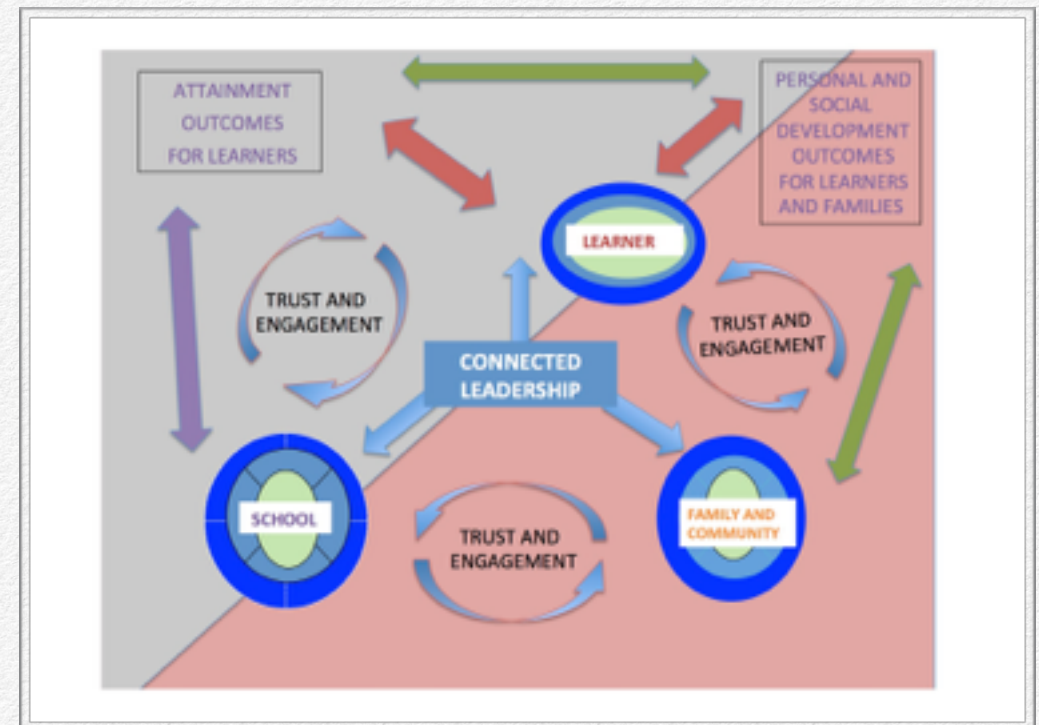 ATTAINMENT
OUTCOMES
FOR LEARNERS
PERSONAL AND
SOCIAL
DEVELOPMENT
OUTCOMES
FOR LEARNERS
AND FAMILIES
LEARNER
TRUST AND
ENGAGEMENT
TRUST AND
ENGAGEMENT
CONNECTED
LEADERSHIP
SCHOOL
FAMILY AND
COMMUNITY
TRUST AND
ENGAGEMENT